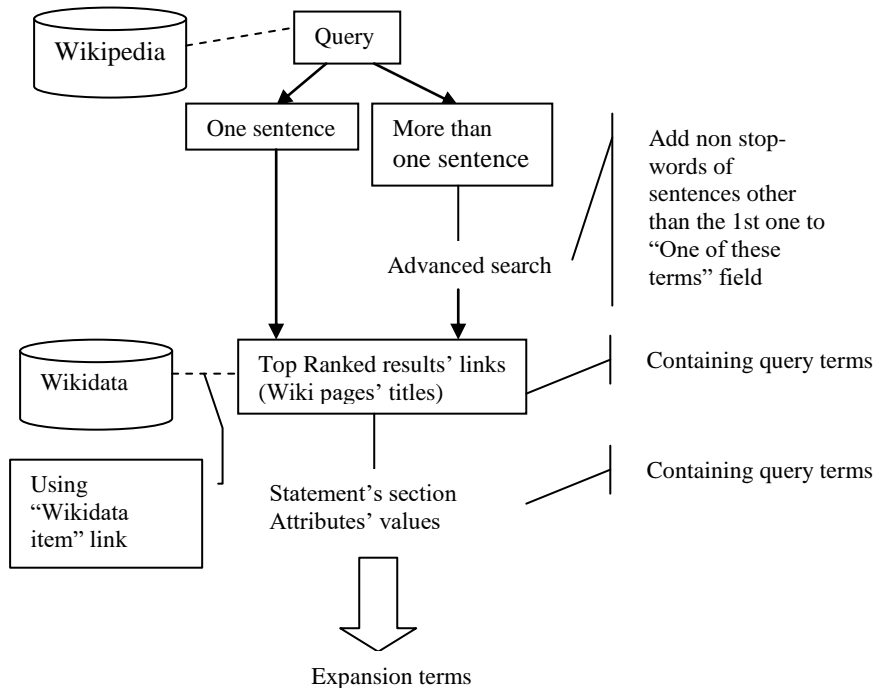 Wikipedia
Query
One sentence
More than
one sentence
Add non stop-
words of
sentences other
than the 1st one to
“One of these
terms” field
Advanced search
Wikidata
Top Ranked results’ links
(Wiki pages’ titles)
Containing query terms
Using
“Wikidata
item” link
Statement’s section
Attributes’ values
Containing query terms
Expansion terms